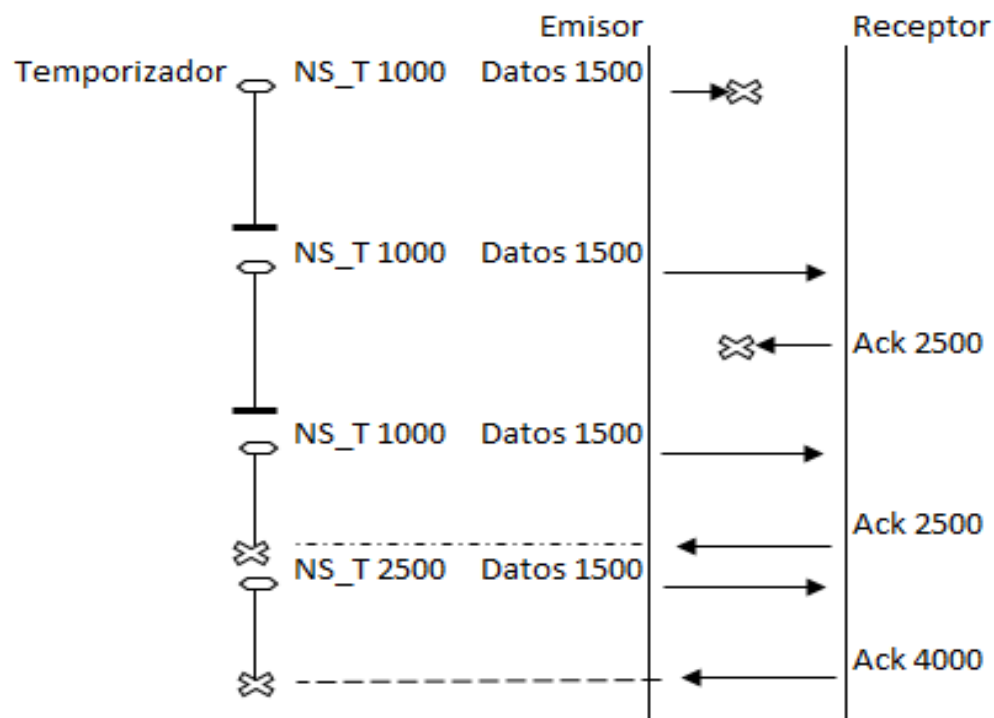 Emisor Receptor
Temporizador NS_T 1000 Datos 1500
NS_T 1000 Datos 1500
Ack 2500
NS_T 1000 Datos 1500
Ack 2500
NS_T 2500 Datos 1500
Ack 4000